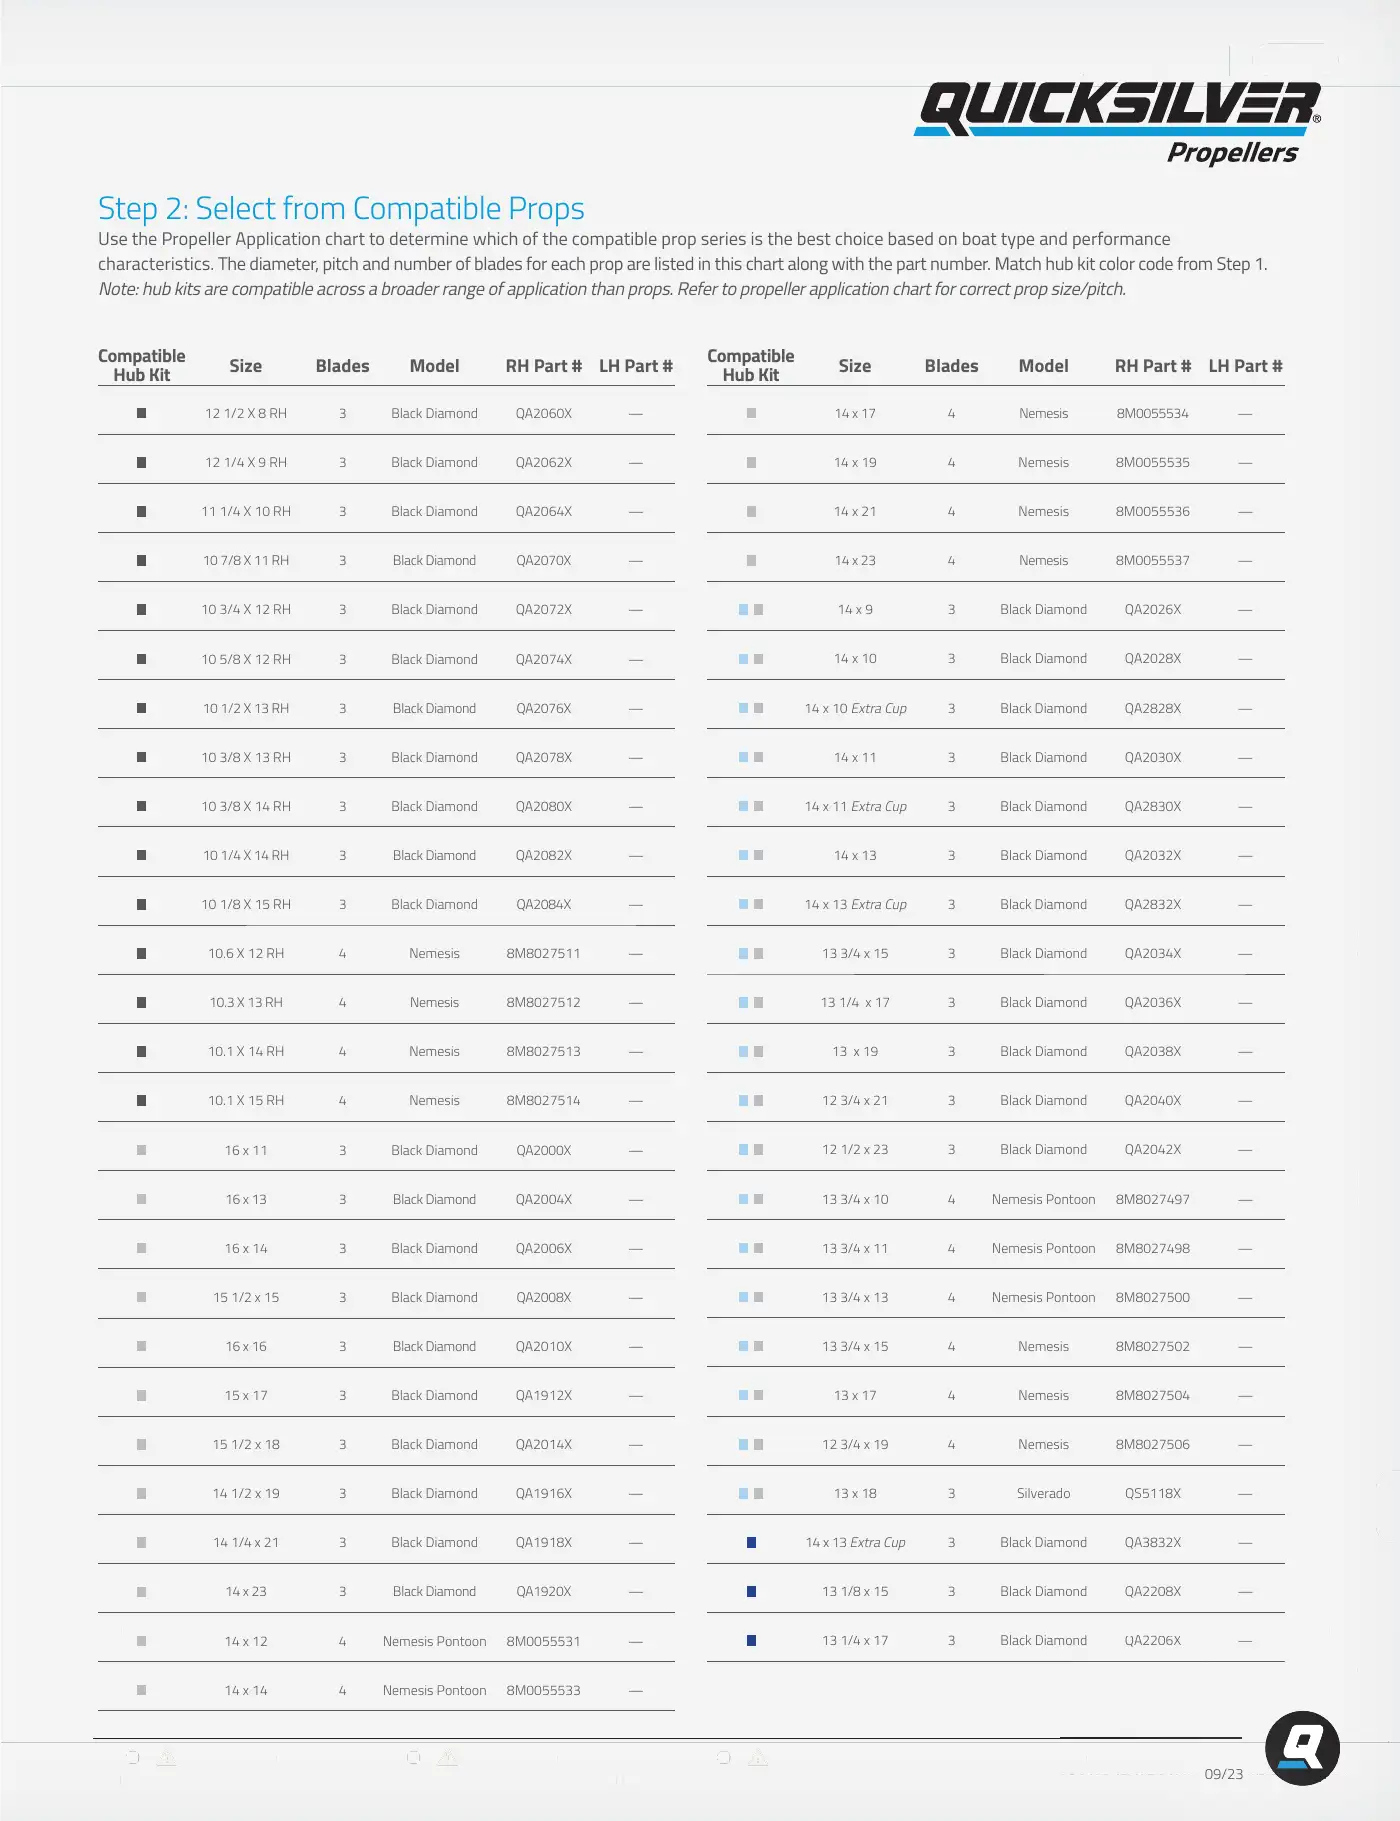 QUICKSILVER®
Propellers
Step 2: Select from Compatible Props
Use the Propeller Application chart to determine which of the compatible prop series is the best choice based on boat type and performance
characteristics. The diameter, pitch and number of blades for each prop are listed in this chart along with the part number. Match hub kit color code from Step 1.
Note: hub kits are compatible across a broader range of application than props. Refer to propeller application chart for correct prop size/pitch.
Compatible Hub Kit Size Blades Model RH Part # LH Part #
12 1/2 X 8 RH 3 Black Diamond QA2060X —
12 1/4 X 9 RH 3 Black Diamond QA2062X —
11 1/4 X 10 RH 3 Black Diamond QA2064X —
10 7/8 X 11 RH 3 Black Diamond QA2070X —
10 3/4 X 12 RH 3 Black Diamond QA2072X —
10 5/8 X 12 RH 3 Black Diamond QA2074X —
10 1/2 X 13 RH 3 Black Diamond QA2076X —
10 3/8 X 13 RH 3 Black Diamond QA2078X —
10 3/8 X 14 RH 3 Black Diamond QA2080X —
10 1/4 X 14 RH 3 Black Diamond QA2082X —
10 1/8 X 15 RH 3 Black Diamond QA2084X —
10.6 X 12 RH 4 Nemesis 8M8027511 —
10.3 X 13 RH 4 Nemesis 8M8027512 —
10.1 X 14 RH 4 Nemesis 8M8027513 —
10.1 X 15 RH 4 Nemesis 8M8027514 —
16 x 11 3 Black Diamond QA2000X —
16 x 13 3 Black Diamond QA2004X —
16 x 14 3 Black Diamond QA2006X —
15 1/2 x 15 3 Black Diamond QA2008X —
16 x 16 3 Black Diamond QA2010X —
15 x 17 3 Black Diamond QA1912X —
15 1/2 x 18 3 Black Diamond QA2014X —
14 1/2 x 19 3 Black Diamond QA1916X —
14 1/4 x 21 3 Black Diamond QA1918X —
14 x 23 3 Black Diamond QA1920X —
14 x 12 4 Nemesis Pontoon 8M0055531 —
14 x 14 4 Nemesis Pontoon 8M0055533 —
Compatible Hub Kit Size Blades Model RH Part # LH Part #
14 x 17 4 Nemesis 8M0055534 —
14 x 19 4 Nemesis 8M0055535 —
14 x 21 4 Nemesis 8M0055536 —
14 x 23 4 Nemesis 8M0055537 —
14 x 9 3 Black Diamond QA2026X —
14 x 10 3 Black Diamond QA2028X —
14 x 10 Extra Cup 3 Black Diamond QA2828X —
14 x 11 3 Black Diamond QA2030X —
14 x 11 Extra Cup 3 Black Diamond QA2830X —
14 x 13 3 Black Diamond QA2032X —
14 x 13 Extra Cup 3 Black Diamond QA2832X —
13 3/4 x 15 3 Black Diamond QA2034X —
13 1/4 x 17 3 Black Diamond QA2036X —
13 x 19 3 Black Diamond QA2038X —
12 3/4 x 21 3 Black Diamond QA2040X —
12 1/2 x 23 3 Black Diamond QA2042X —
13 3/4 x 10 4 Nemesis Pontoon 8M8027497 —
13 3/4 x 11 4 Nemesis Pontoon 8M8027498 —
13 3/4 x 13 4 Nemesis Pontoon 8M8027500 —
13 3/4 x 15 4 Nemesis 8M8027502 —
13 x 17 4 Nemesis 8M8027504 —
12 3/4 x 19 4 Nemesis 8M8027506 —
13 x 18 3 Silverado QS5118X —
14 x 13 Extra Cup 3 Black Diamond QA3832X —
13 1/8 x 15 3 Black Diamond QA2208X —
13 1/4 x 17 3 Black Diamond QA2206X —
09/23
Q